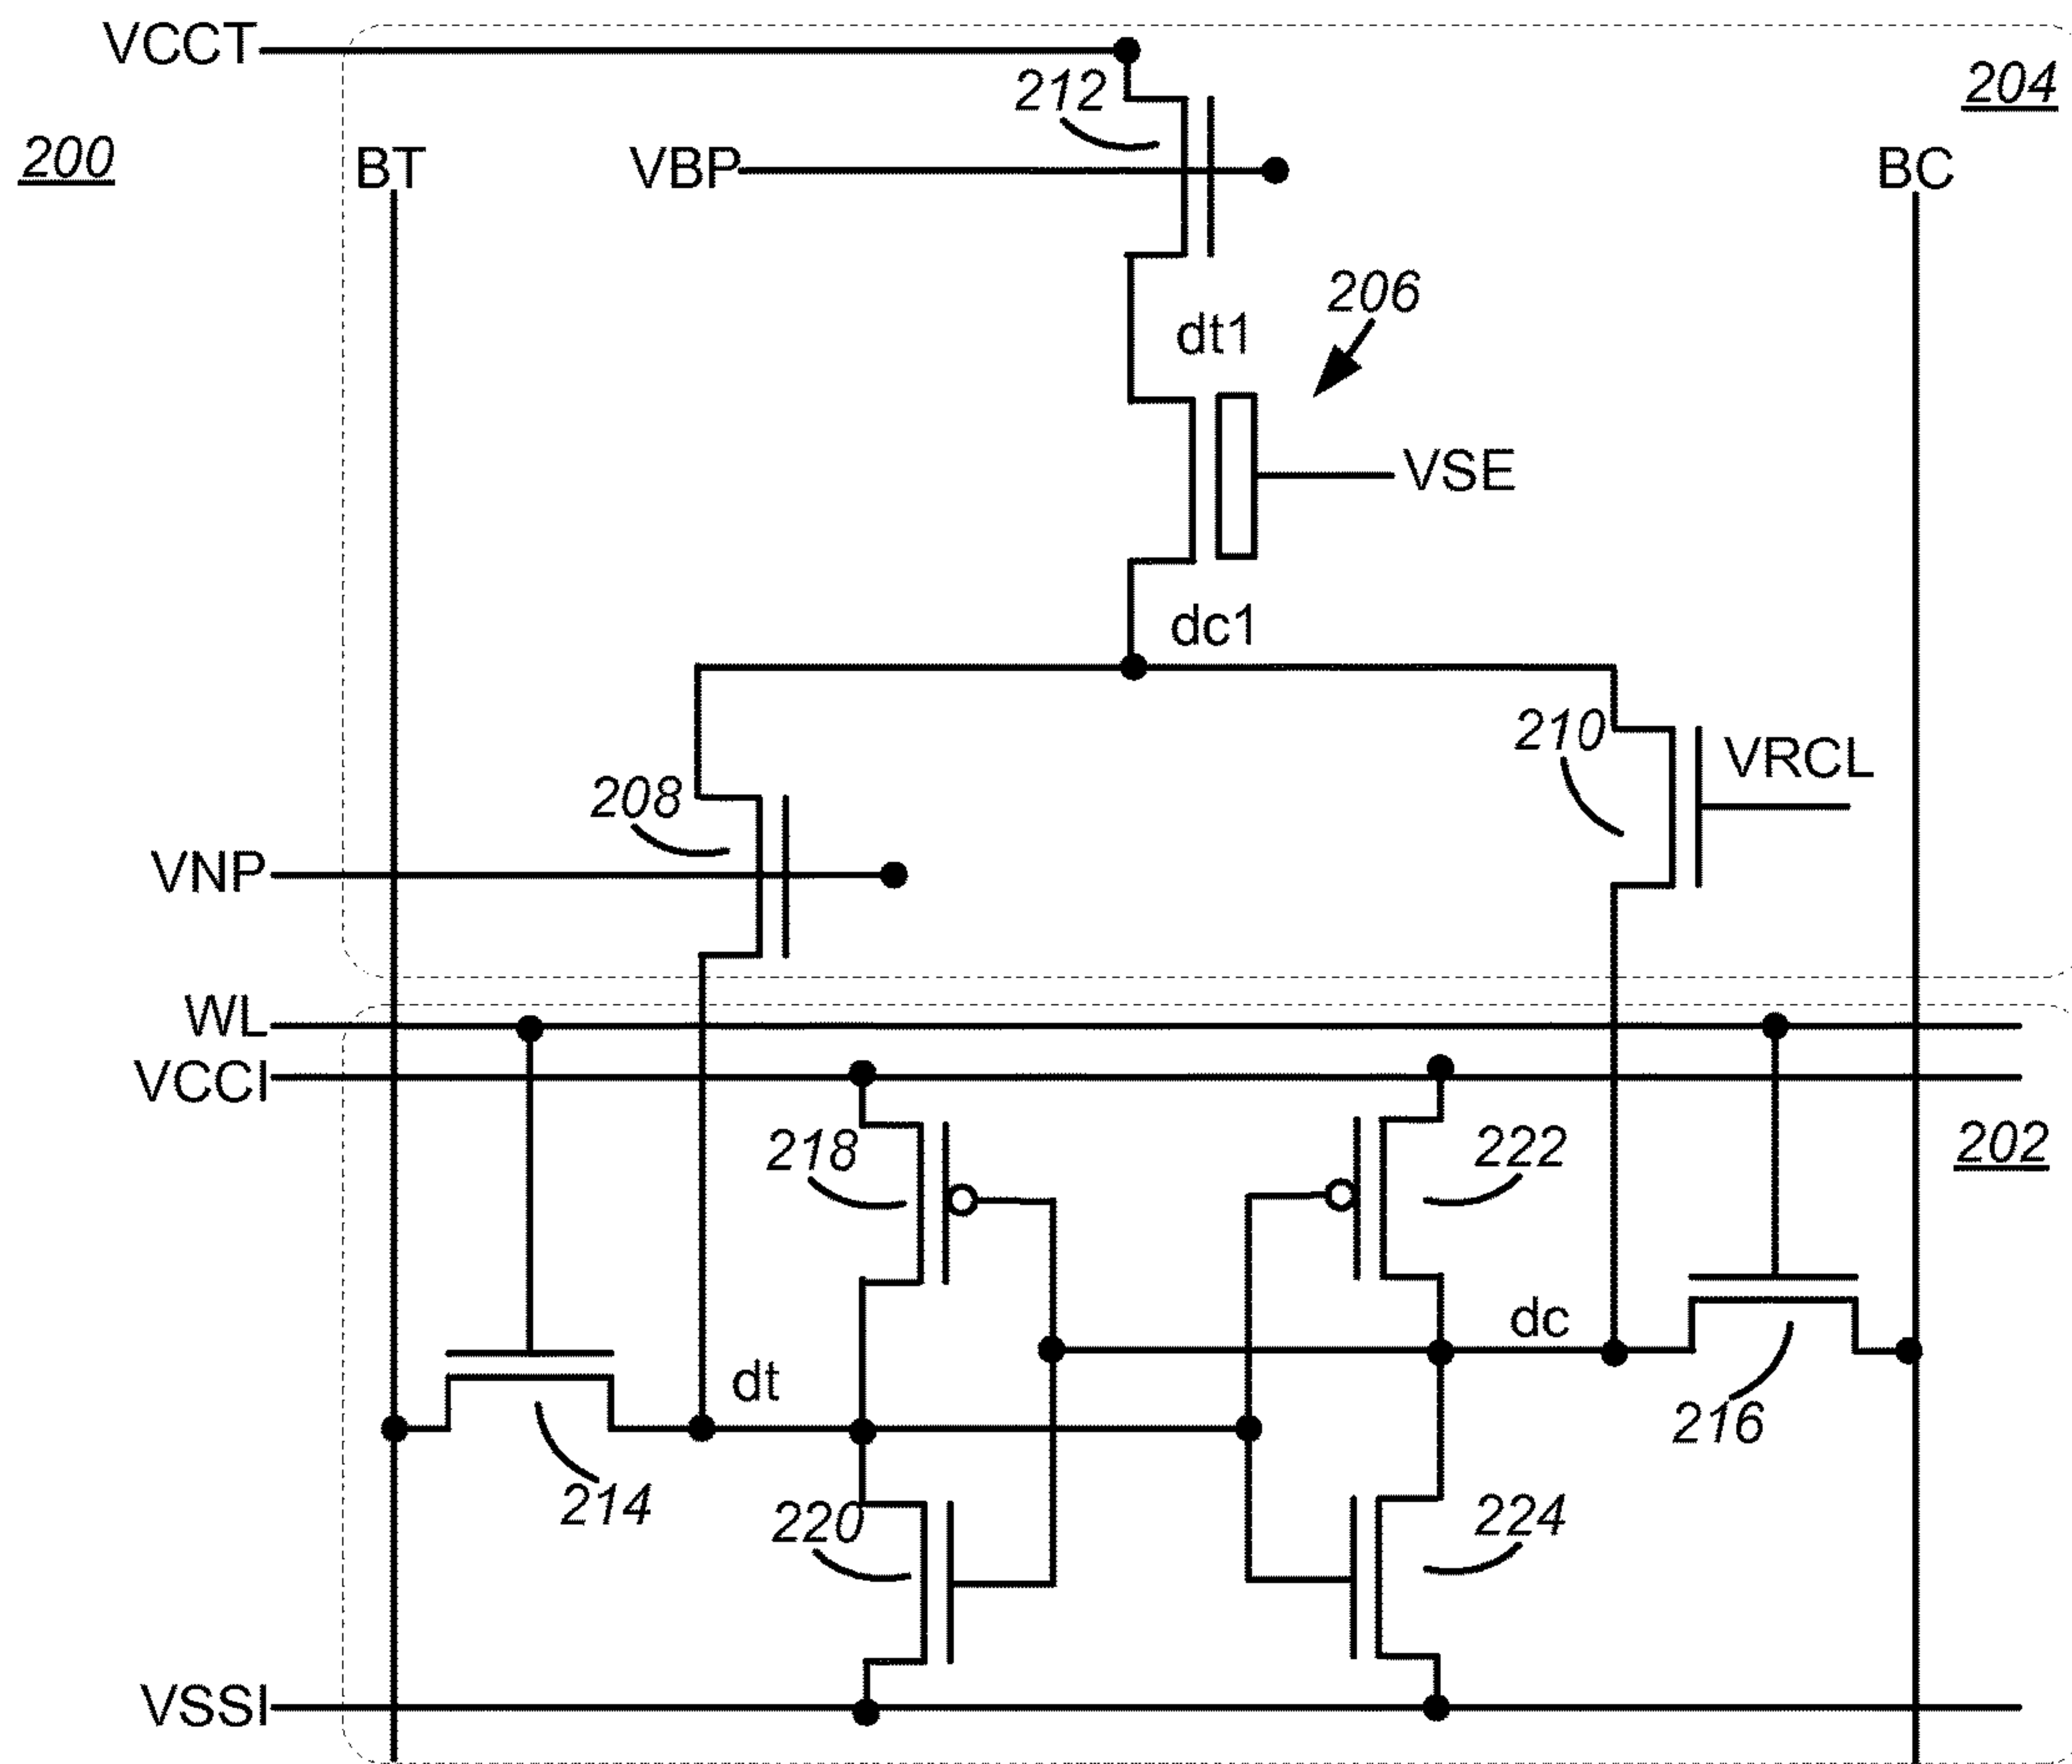 VCCT
212
204
200
BT
VBP
BC
206
dt1
VSE
dc1
210
VRCL
208
VNP
WL
VCCI
218
222
202
dc
dt
216
214
220
224
VSSI